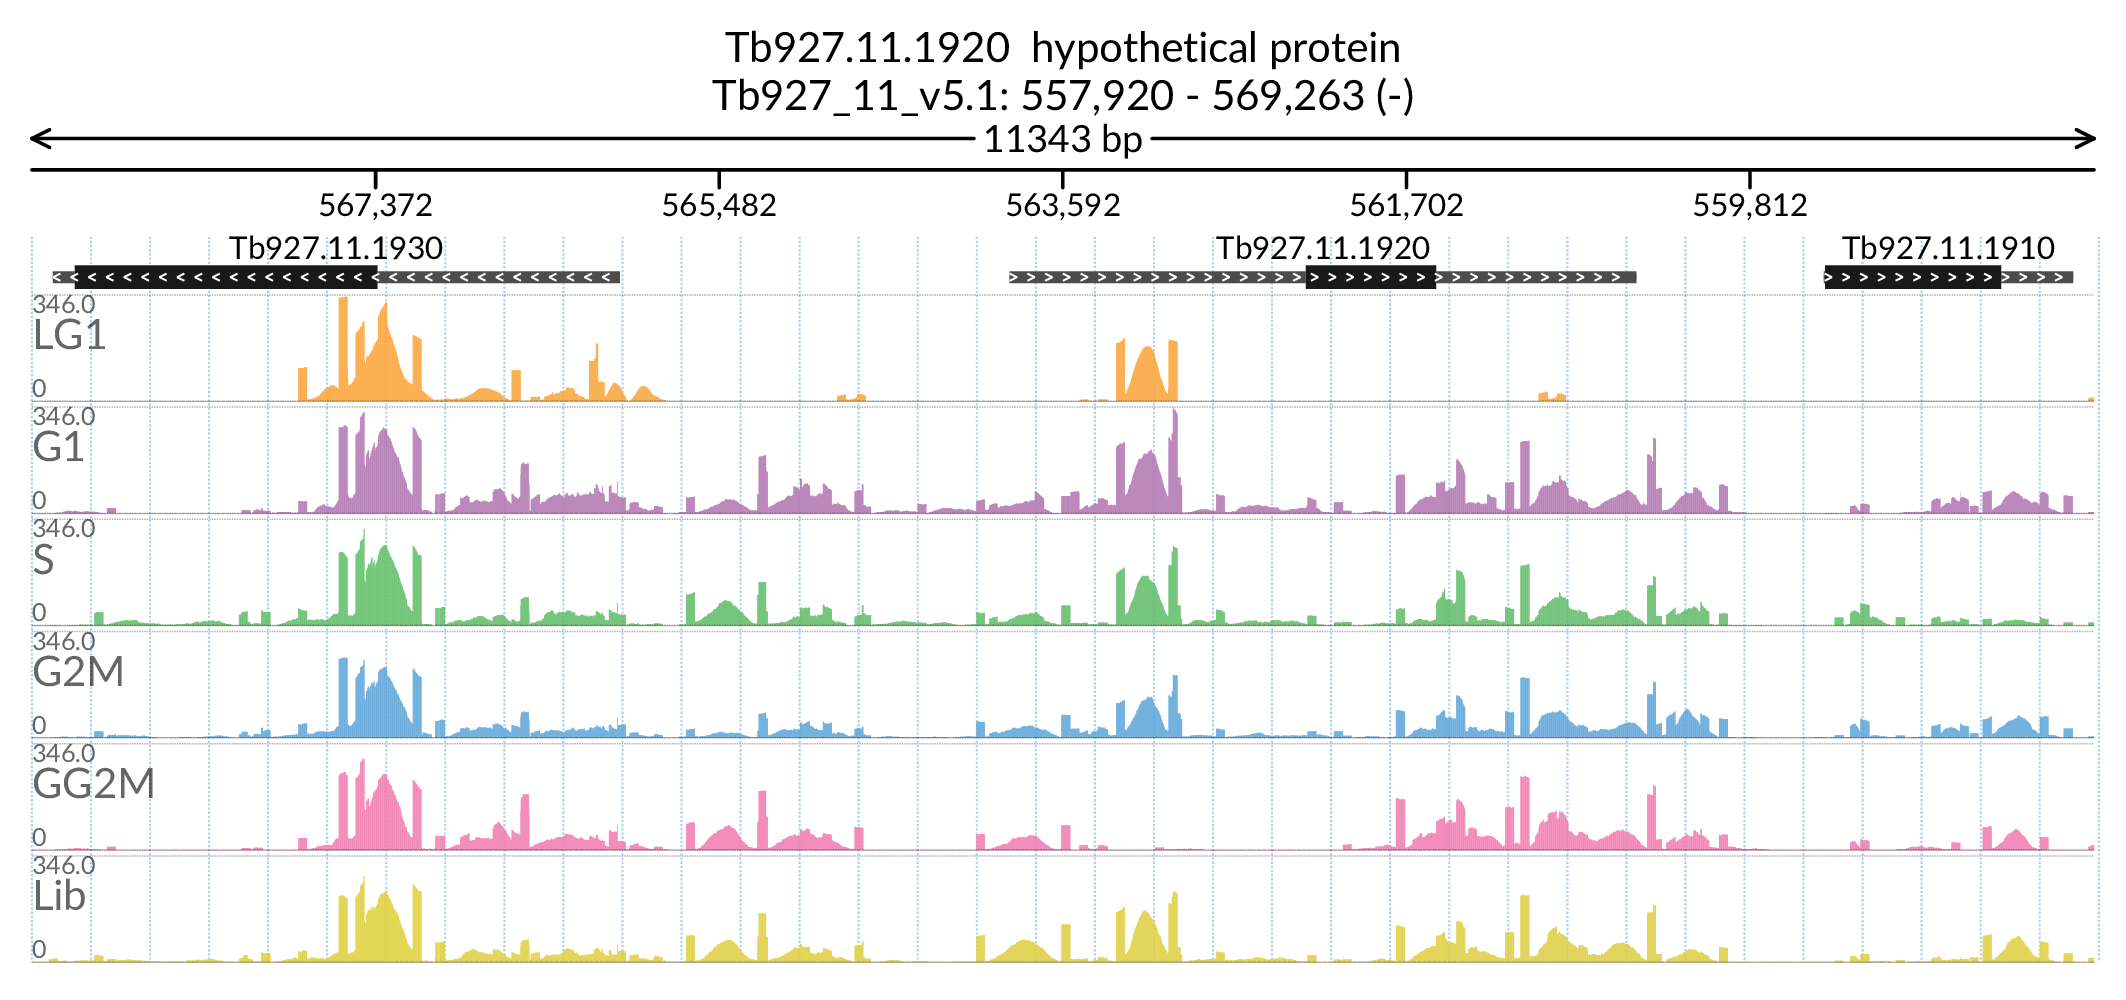 Tb927.11.1920 hypothetical protein
Tb927_11_v5.1: 557,920 - 569,263 (-)
11343 bp
567,372 565,482 563,592 561,702 559,812
Tb927.11.1930 Tb927.11.1920 Tb927.11.1910
346.0
LG1
0
346.0
G1
0
346.0
S
0
346.0
G2M
0
346.0
GG2M
0
346.0
Lib
0